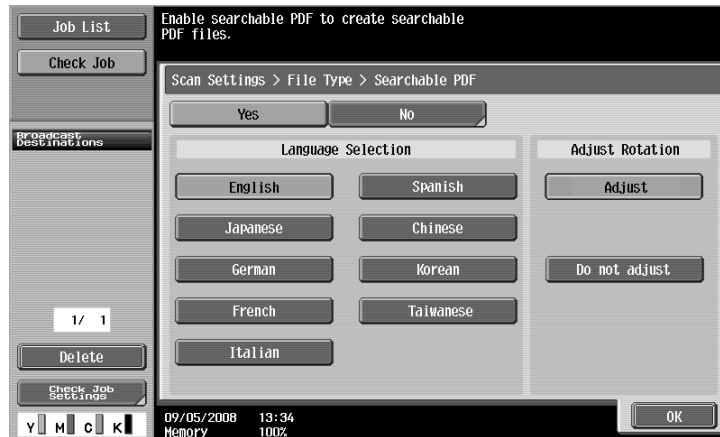 Job List
Check Job
Broadcast
Destinations
1/ 1
Delete
Check Job
Settings
Y M C K
Enable searchable PDF to create searchable
PDF files.
Scan Settings > File Type > Searchable PDF
Yes No
Language Selection
English Spanish
Japanese Chinese
German Korean
French Taiwanese
Italian
Adjust Rotation
Adjust
Do not adjust
09/05/2008 13:34
Memory 100%
OK